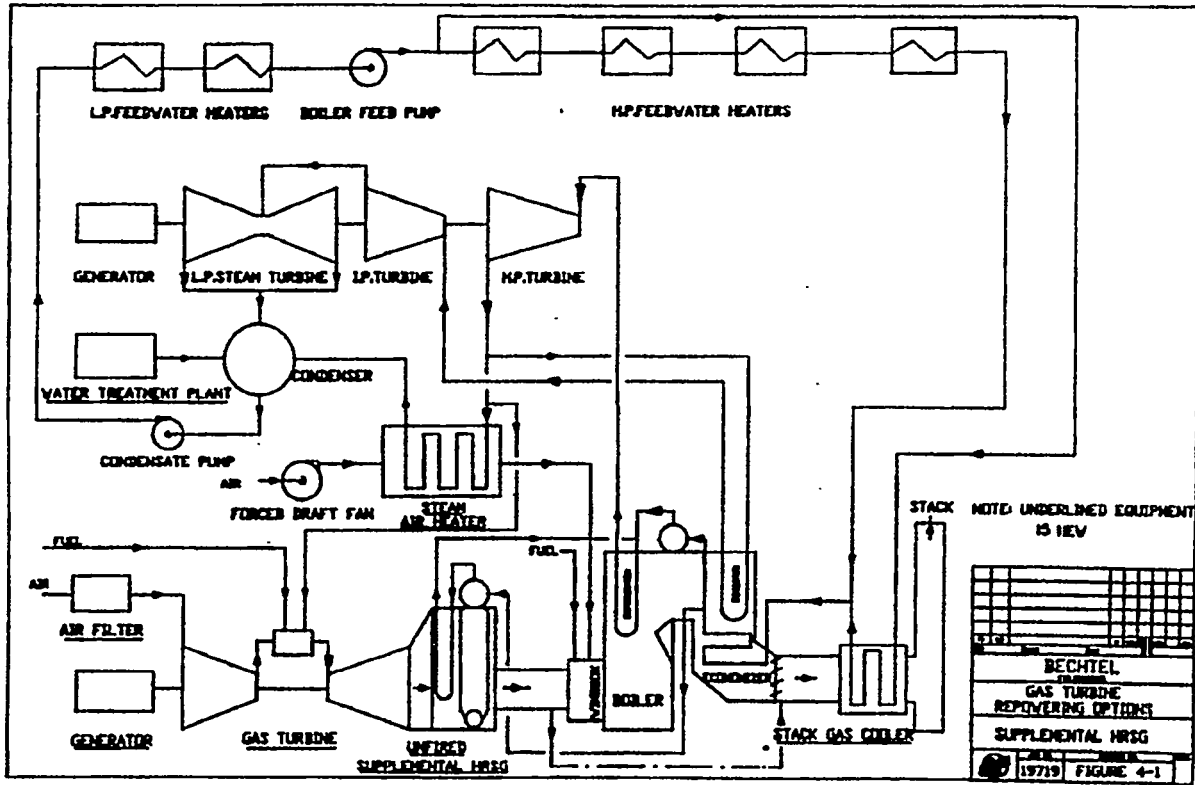 L.P.FEEDWATER HEATERS
BOILER FEED PUMP
H.P.FEEDWATER HEATERS
GENERATOR
L.P.STEAM TURBINE
I.P.TURBINE
H.P.TURBINE
CONDENSER
WATER TREATMENT PLANT
CONDENSATE PUMP
AIR
FORCED DRAFT FAN
STEAM
AIR HEATER
STACK
NOTE: UNDERLINED EQUIPMENT
IS NEW
FUEL
FUEL
AIR
AIR FILTER
WINDBOX
BOILER
ECONOMIZER
GENERATOR
GAS TURBINE
UNFIRED
SUPPLEMENTAL HRSG
STACK GAS COOLER
BECHTEL
GAS TURBINE
REPOWERING OPTIONS
SUPPLEMENTAL HRSG
19719
FIGURE 4-1